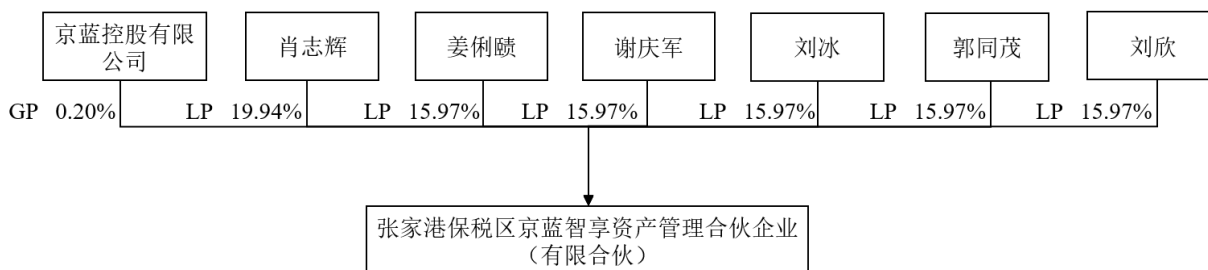 京蓝控股有限
公司
肖志辉
姜俐赜
谢庆军
刘冰
郭同茂
刘欣
GP 0.20% LP 19.94% LP 15.97% LP 15.97% LP 15.97% LP 15.97% LP 15.97%
张家港保税区京蓝智享资产管理合伙企业
（有限合伙）